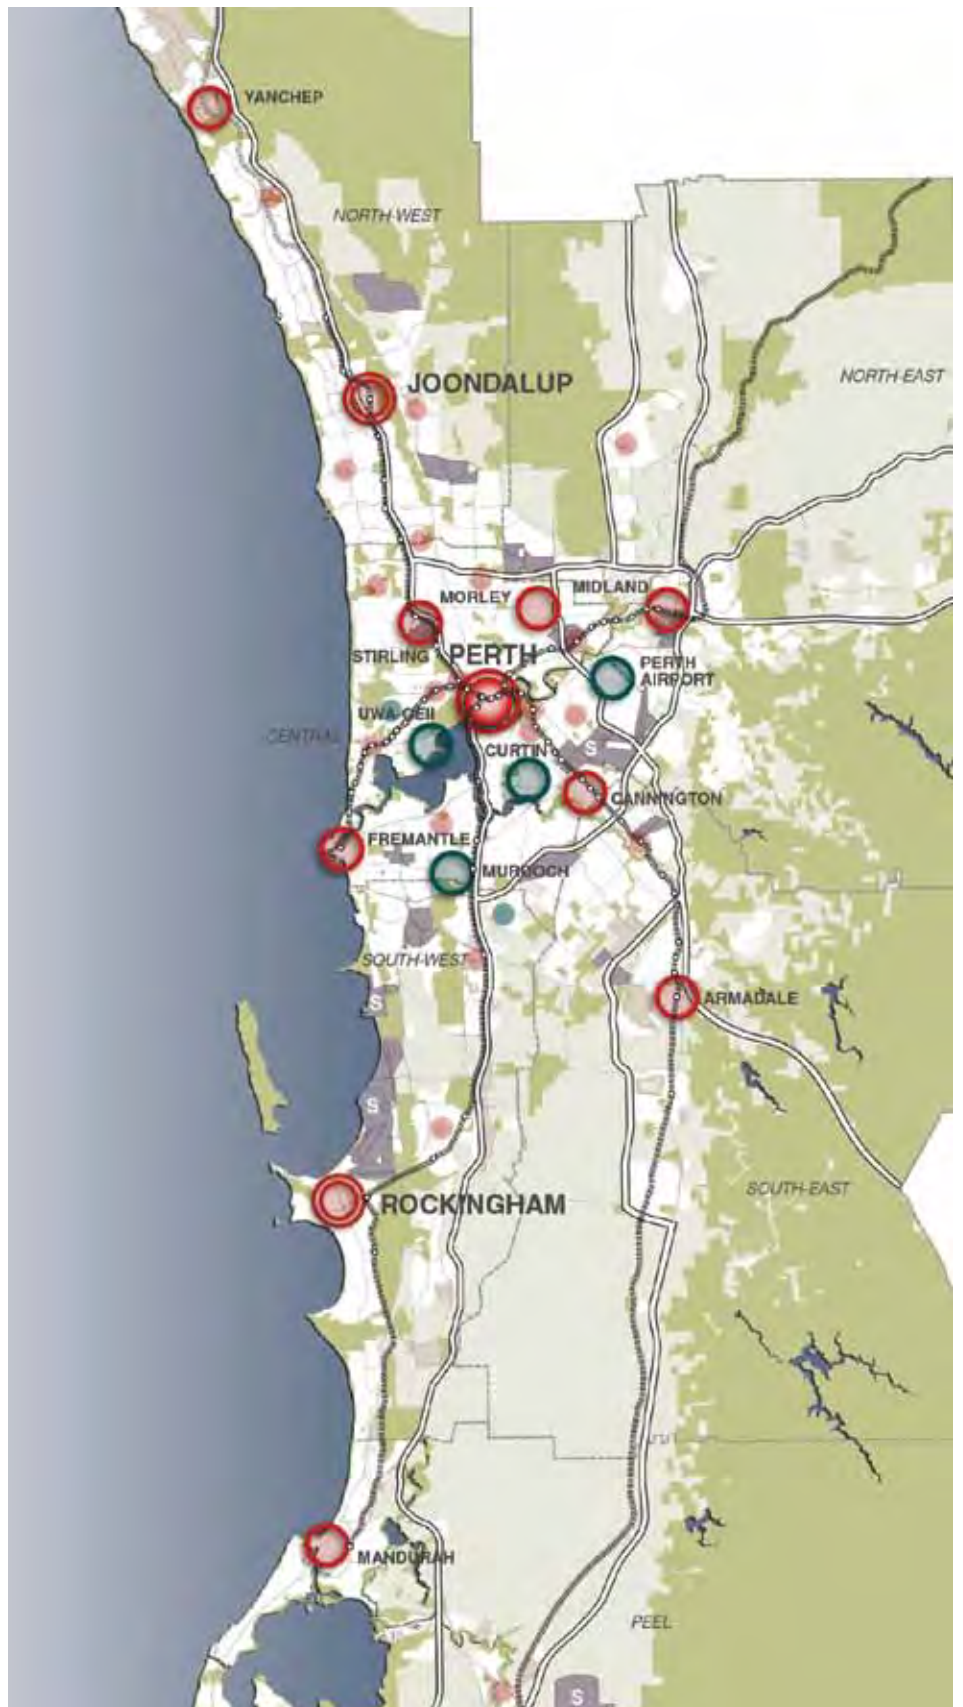 YANCHEP
NORTH-WEST
NORTH-EAST
JOONDALUP
MIDLAND
MORLEY
STIRLING
PERTH
PERTH
AIRPORT
CENTRAL
CURTIN
S
CANNINGTON
FREMANTLE
MURDOCH
SOUTH-WEST
S
ARMADALE
S
SOUTH-EAST
ROCKINGHAM
MANDURAH
PEEL
S